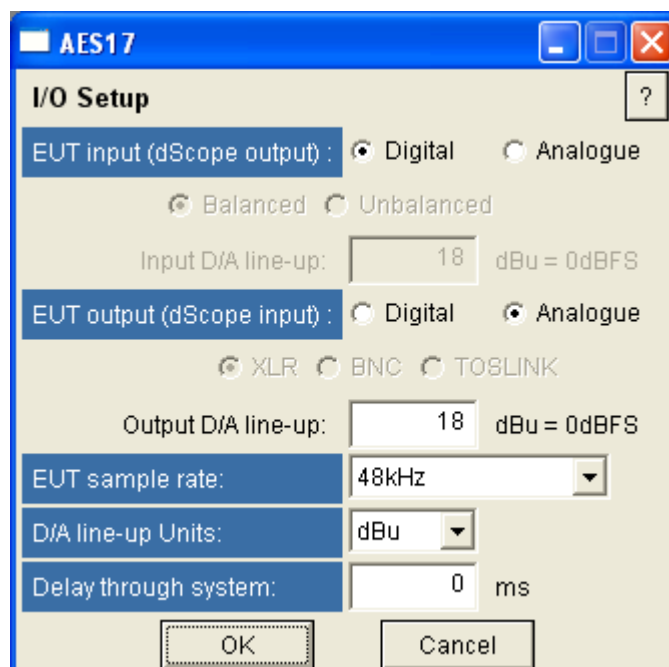 AES17
I/O Setup ?
EUT input (dScope output) : Digital Analogue
Balanced Unbalanced
Input D/A line-up: 18 dBu = 0dBFS
EUT output (dScope input) : Digital Analogue
XLR BNC TOSLINK
Output D/A line-up: 18 dBu = 0dBFS
EUT sample rate: 48kHz
D/A line-up Units: dBu
Delay through system: 0 ms
OK Cancel